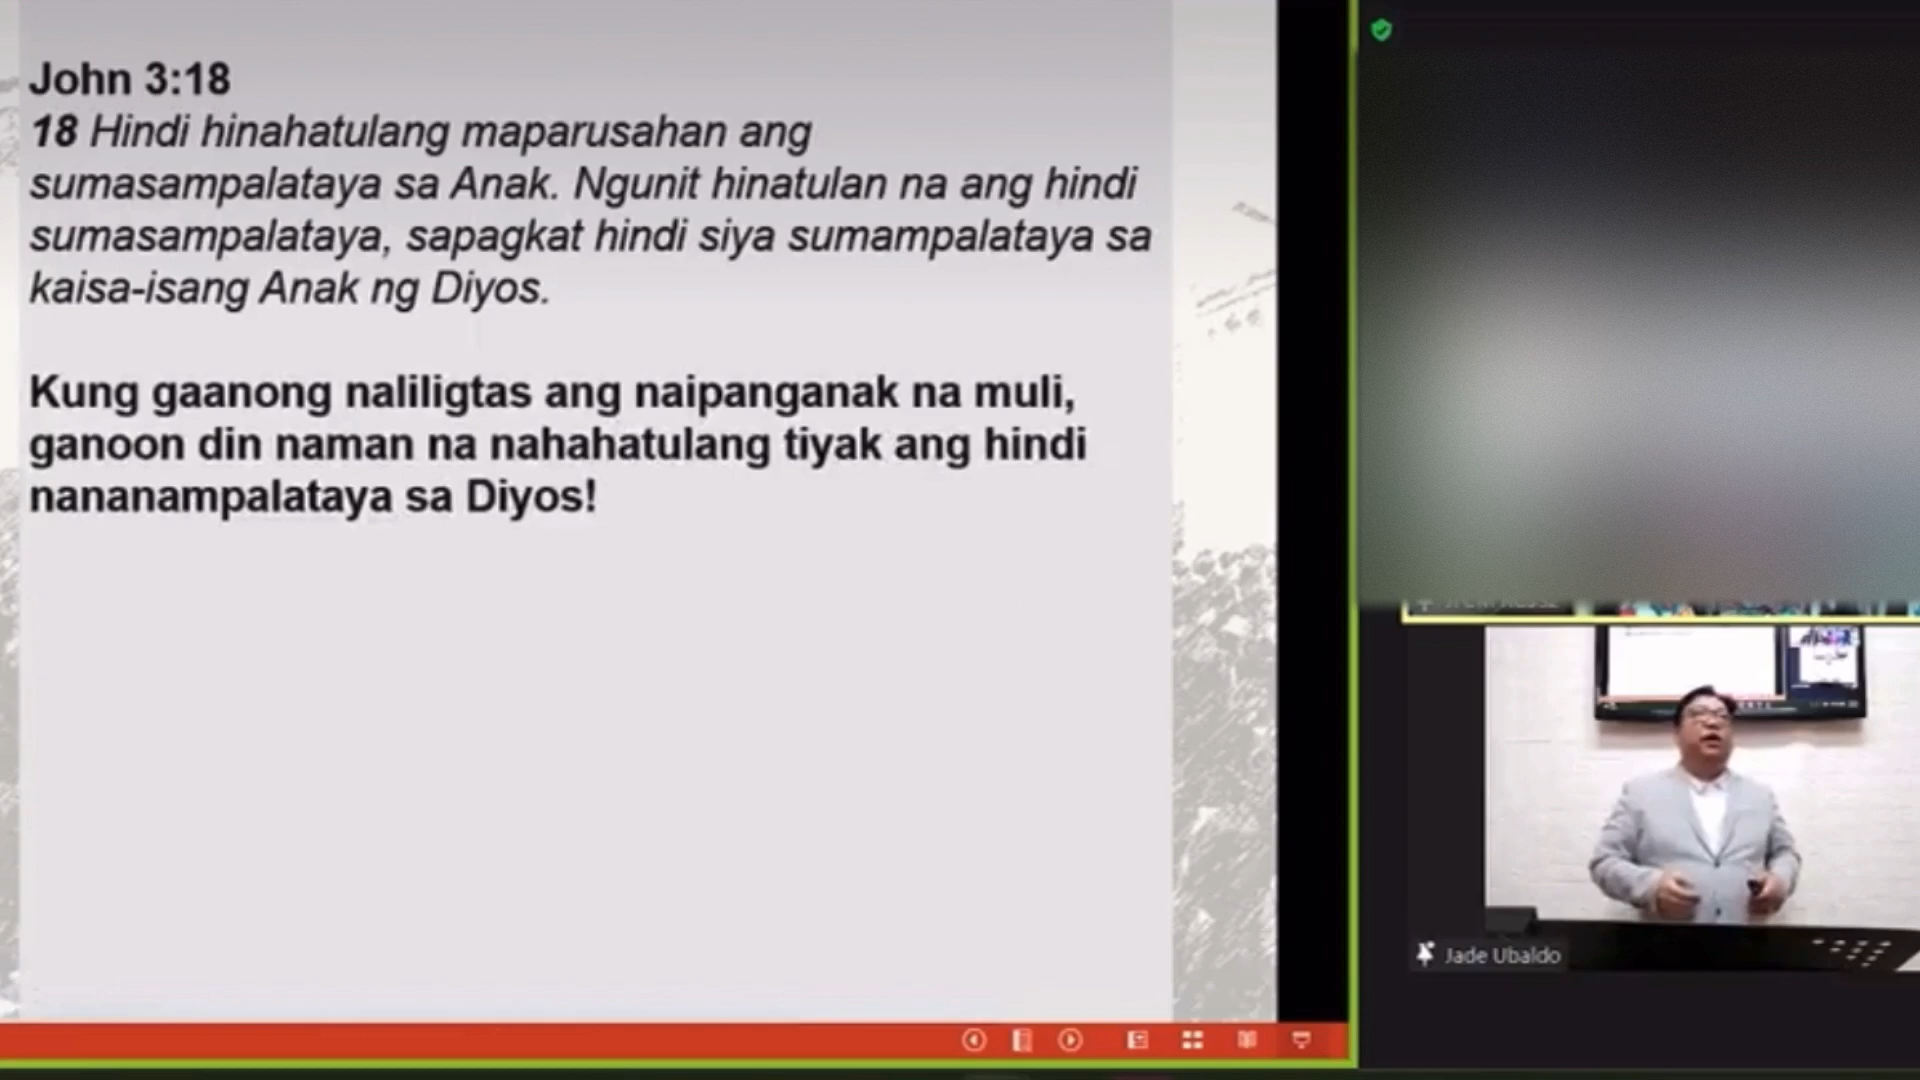 John 3:18
18 Hindi hinahatulang maparusahan ang
sumasampalataya sa Anak. Ngunit hinatulan na ang hindi
sumasampalataya, sapagkat hindi siya sumampalataya sa
kaisa-isang Anak ng Diyos.
Kung gaanong naliligtas ang naipanganak na muli,
ganoon din naman na nahahatulang tiyak ang hindi
nananampalataya sa Diyos!
Jade Ubaldo